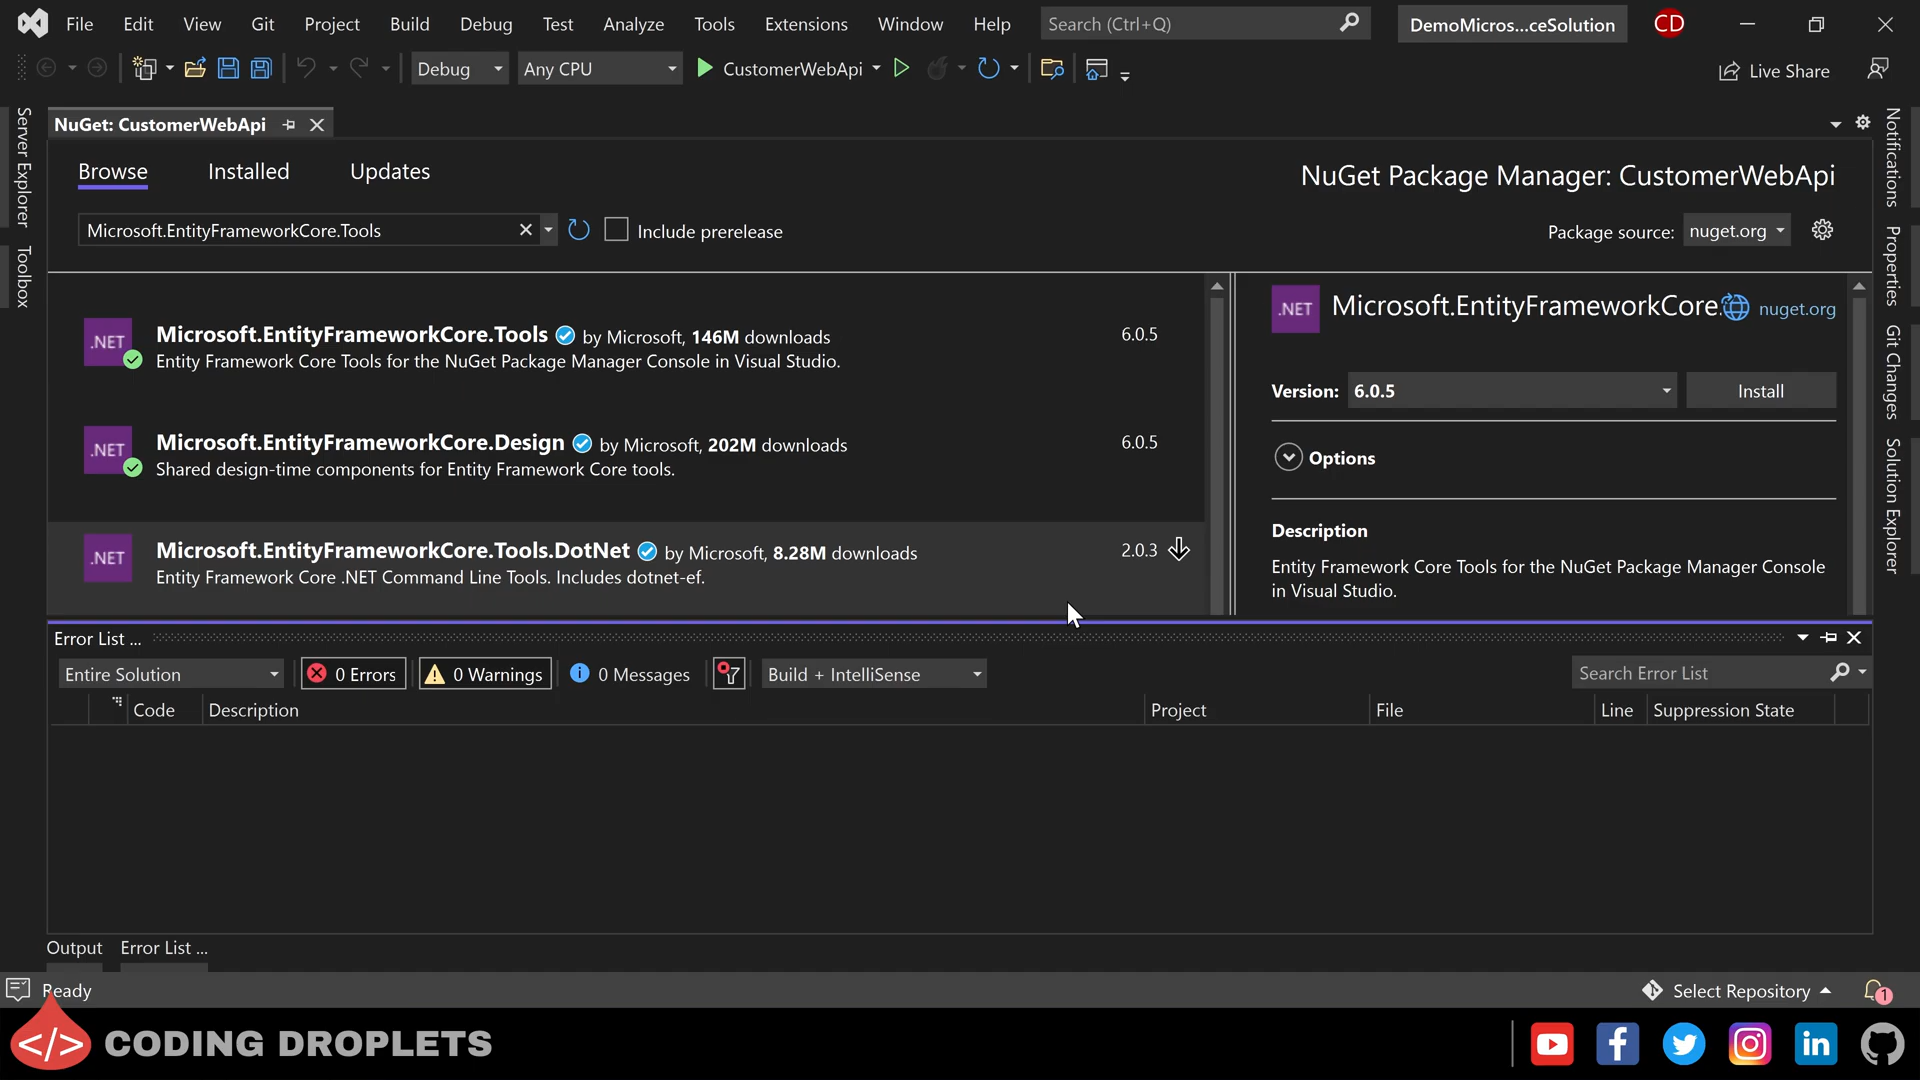 File Edit View Git Project Build Debug Test Analyze Tools Extensions Window Help Search (Ctrl+Q) DemoMicros...ceSolution CD
Debug Any CPU CustomerWebApi Live Share
Server Explorer
Toolbox
NuGet: CustomerWebApi
Browse Installed Updates
NuGet Package Manager: CustomerWebApi
Microsoft.EntityFrameworkCore.Tools Include prerelease
Package source: nuget.org
.NET Microsoft.EntityFrameworkCore.Tools by Microsoft, 146M downloads 6.0.5
Entity Framework Core Tools for the NuGet Package Manager Console in Visual Studio.
.NET Microsoft.EntityFrameworkCore.Design by Microsoft, 202M downloads 6.0.5
Shared design-time components for Entity Framework Core tools.
.NET Microsoft.EntityFrameworkCore.Tools.DotNet by Microsoft, 8.28M downloads 2.0.3
Entity Framework Core .NET Command Line Tools. Includes dotnet-ef.
.NET Microsoft.EntityFrameworkCore. nuget.org
Version: 6.0.5 Install
Options
Description
Entity Framework Core Tools for the NuGet Package Manager Console
in Visual Studio.
Notifications
Properties
Git Changes
Solution Explorer
Error List ...
Entire Solution 0 Errors 0 Warnings 0 Messages Build + IntelliSense Search Error List
Code Description Project File Line Suppression State
Output Error List ...
Ready Select Repository 1
</> CODING DROPLETS